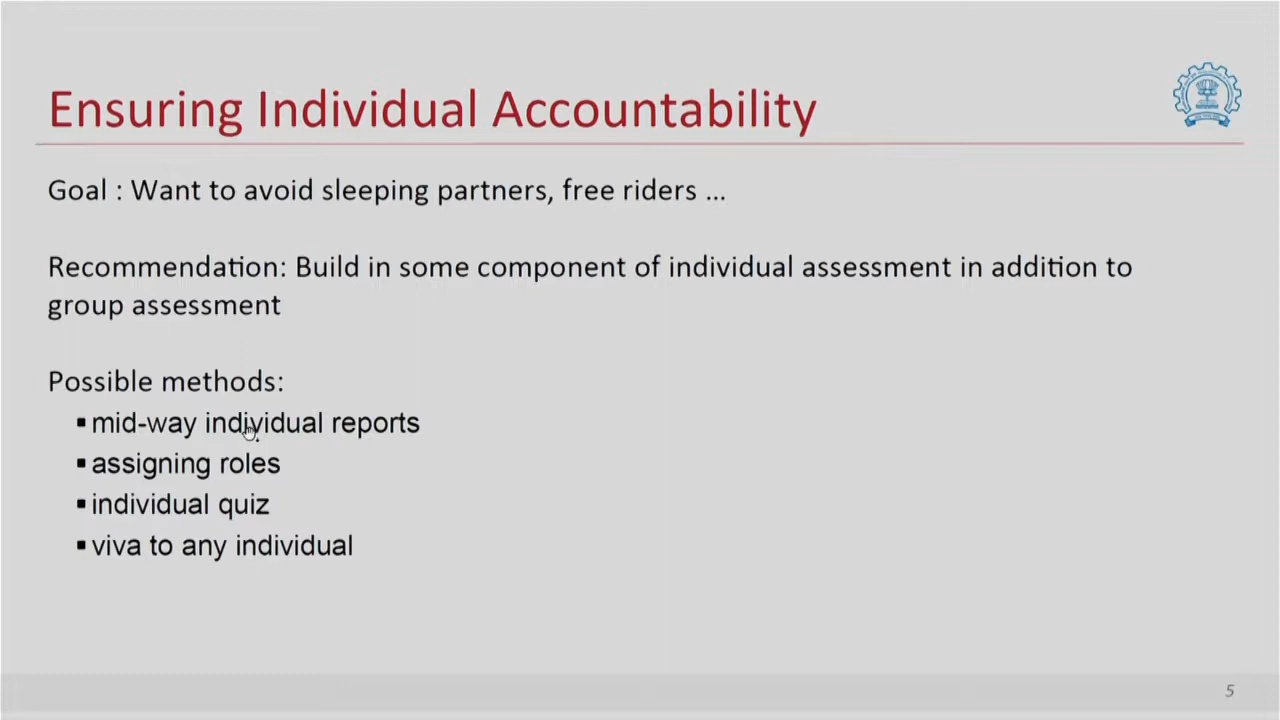 Ensuring Individual Accountability
Goal : Want to avoid sleeping partners, free riders ...
Recommendation: Build in some component of individual assessment in addition to
group assessment
Possible methods:
▪ mid-way individual reports
▪ assigning roles
▪ individual quiz
▪ viva to any individual
5